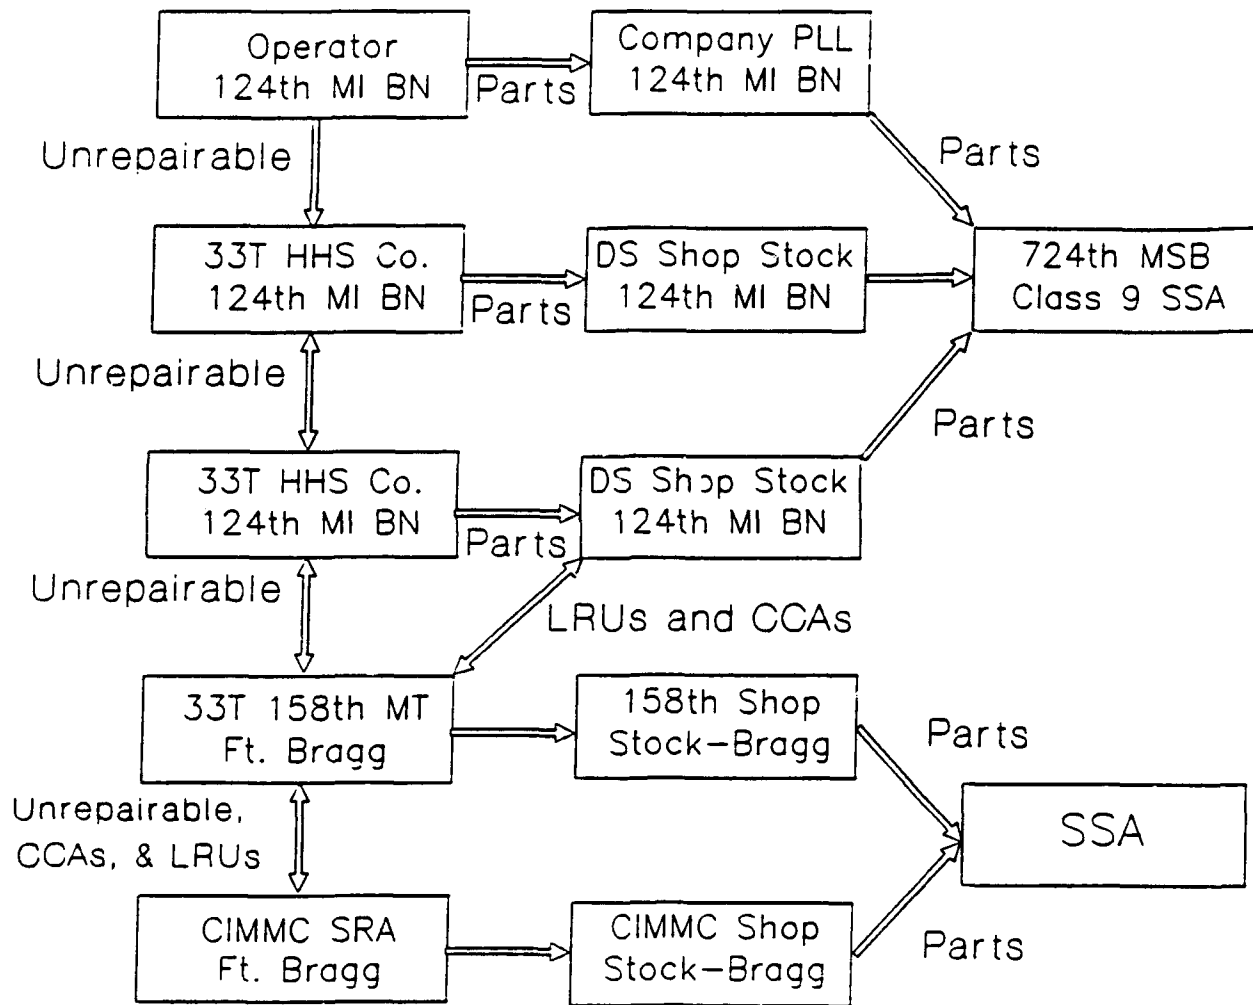 Operator
124th MI BN
Parts
Company PLL
124th MI BN
Unrepairable
Parts
33T HHS Co.
124th MI BN
Parts
DS Shop Stock
124th MI BN
724th MSB
Class 9 SSA
Unrepairable
Parts
33T HHS Co.
124th MI BN
Parts
DS Shop Stock
124th MI BN
Unrepairable
LRUs and CCAs
33T 158th MT
Ft. Bragg
158th Shop
Stock-Bragg
Parts
Unrepairable,
CCAs, & LRUs
SSA
CIMMC SRA
Ft. Bragg
CIMMC Shop
Stock-Bragg
Parts